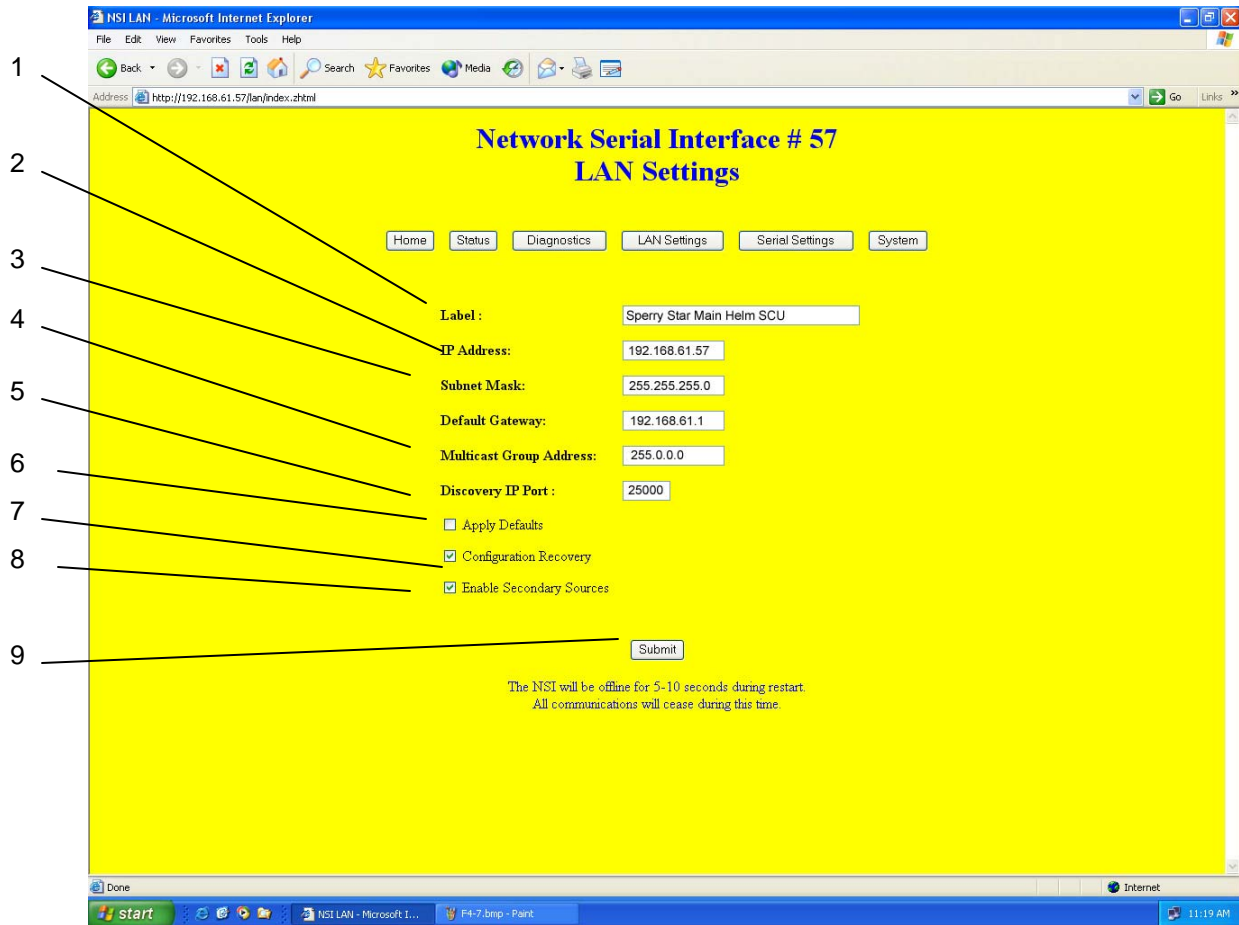 NSI LAN - Microsoft Internet Explorer
File Edit View Favorites Tools Help
1
Back Search Favorites Media
Address http://192.168.61.57/lan/index.zhtml Go Links »
Network Serial Interface # 57
LAN Settings
2
Home Status Diagnostics LAN Settings Serial Settings System
3
Label : Sperry Star Main Helm SCU
4
IP Address: 192.168.61.57
5
Subnet Mask: 255.255.255.0
Default Gateway: 192.168.61.1
6
Multicast Group Address: 255.0.0.0
7
Discovery IP Port : 25000
8
Apply Defaults
Configuration Recovery
Enable Secondary Sources
9
Submit
The NSI will be offline for 5-10 seconds during restart.
All communications will cease during this time.
Done Internet
start NSI LAN - Microsoft I... F4-7.bmp - Paint 11:19 AM